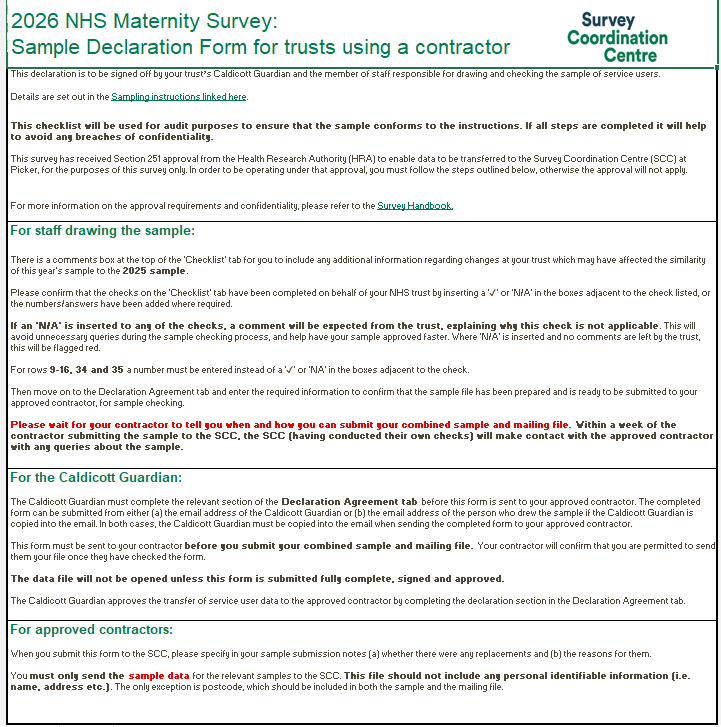 2026 NHS Maternity Survey:
Sample Declaration Form for trusts using a contractor
Survey
Coordination
Centre
This declaration is to be signed off by your trust's Caldicott Guardian and the member of staff responsible for drawing and checking the sample of service users.
Details are set out in the Sampling instructions linked here.
This checklist will be used for audit purposes to ensure that the sample conforms to the instructions. If all steps are completed it will help
to avoid any breaches of confidentiality.
This survey has received Section 251 approval from the Health Research Authority (HRA) to enable data to be transferred to the Survey Coordination Centre (SCC) at
Picker, for the purposes of this survey only. In order to be operating under that approval, you must follow the steps outlined below, otherwise the approval will not apply.
For more information on the approval requirements and confidentiality, please refer to the Survey Handbook.
For staff drawing the sample:
There is a comments box at the top of the 'Checklist' tab for you to include any additional information regarding changes at your trust which may have affected the similarity
of this year's sample to the 2025 sample.
Please confirm that the checks on the 'Checklist' tab have been completed on behalf of your NHS trust by inserting a '✓' or 'N/A' in the boxes adjacent to the check listed, or
the numbers/answers have been added where required.
If an 'N/A' is inserted to any of the checks, a comment will be expected from the trust, explaining why this check is not applicable. This will
avoid unnecessary queries during the sample checking process, and help have your sample approved faster. Where 'N/A' is inserted and no comments are left by the trust,
this will be flagged red.
For rows 9-16, 34 and 35 a number must be entered instead of a '✓' or 'NA' in the boxes adjacent to the check.
Then move on to the Declaration Agreement tab and enter the required information to confirm that the sample file has been prepared and is ready to be submitted to your
approved contractor, for sample checking.
Please wait for your contractor to tell you when and how you can submit your combined sample and mailing file. Within a week of the
contractor submitting the sample to the SCC, the SCC (having conducted their own checks) will make contact with the approved contractor
with any queries about the sample.
For the Caldicott Guardian:
The Caldicott Guardian must complete the relevant section of the Declaration Agreement tab before this form is sent to your approved contractor. The completed
form can be submitted from either (a) the email address of the Caldicott Guardian or (b) the email address of the person who drew the sample if the Caldicott Guardian is
copied into the email. In both cases, the Caldicott Guardian must be copied into the email when sending the completed form to your approved contractor.
This form must be sent to your contractor before you submit your combined sample and mailing file. Your contractor will confirm that you are permitted to send
them your file once they have checked the form.
The data file will not be opened unless this form is submitted fully complete, signed and approved.
The Caldicott Guardian approves the transfer of service user data to the approved contractor by completing the declaration section in the Declaration Agreement tab.
For approved contractors:
When you submit this form to the SCC, please specify in your sample submission notes (a) whether there were any replacements and (b) the reasons for them.
You must only send the sample data for the relevant samples to the SCC. This file should not include any personal identifiable information (i.e.
name, address etc.). The only exception is postcode, which should be included in both the sample and the mailing file.